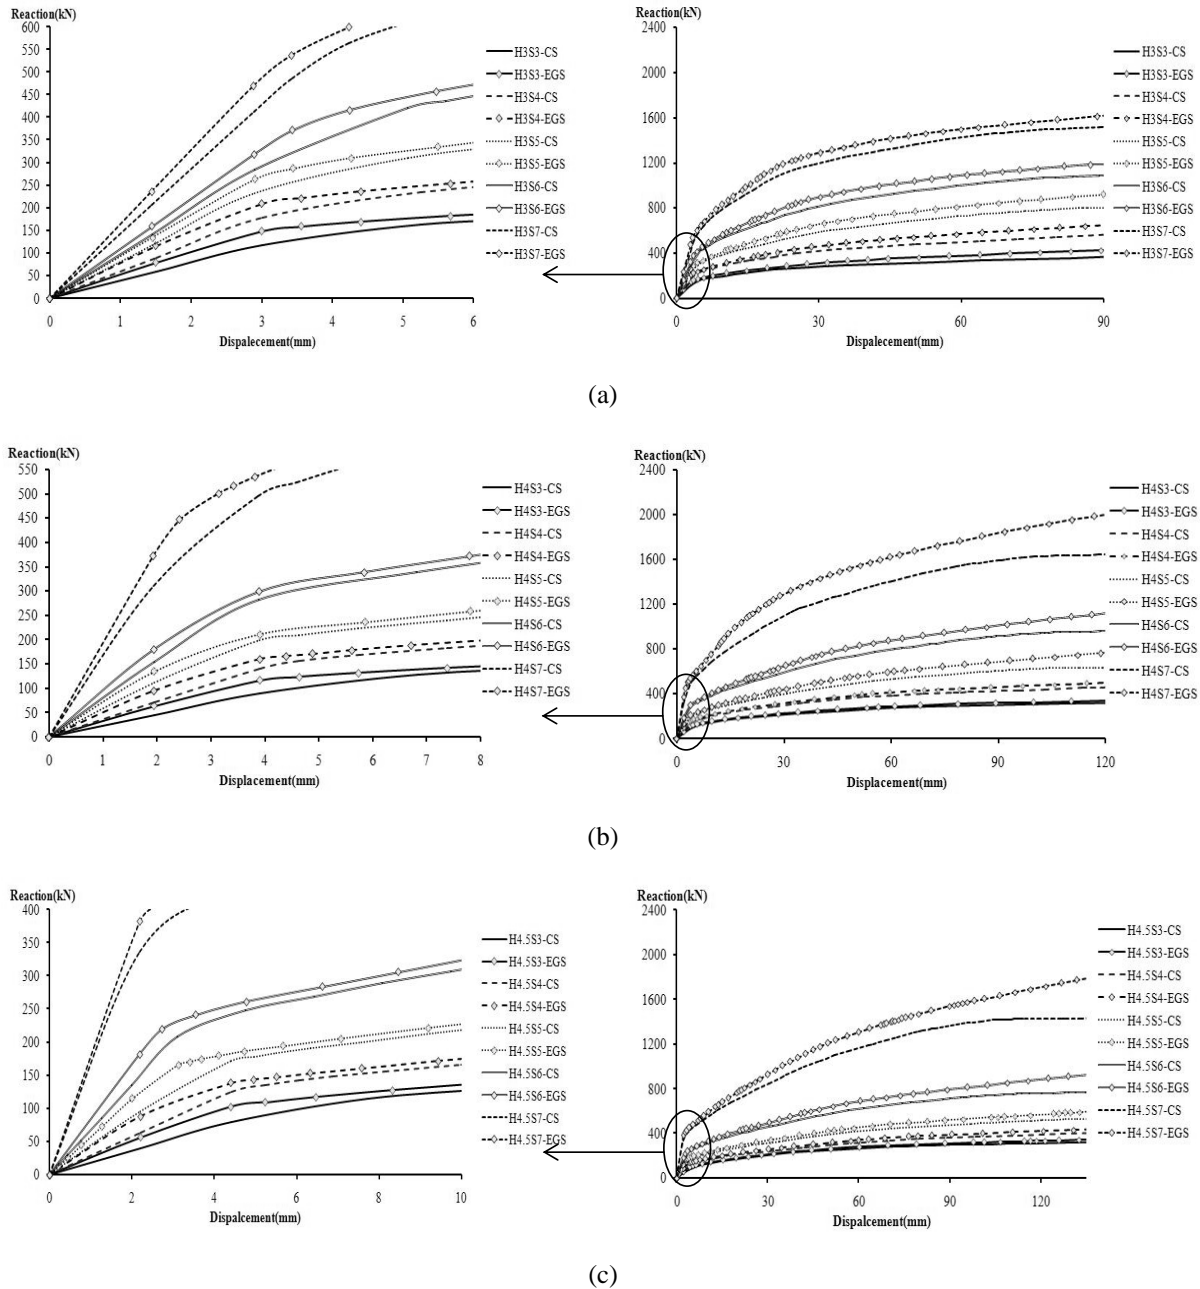 Reaction(kN)
600
550
500
450
400
350
300
250
200
150
100
50
0
0 1 2 3 4 5 6
Dispalecement(mm)
H3S3-CS
H3S3-EGS
H3S4-CS
H3S4-EGS
H3S5-CS
H3S5-EGS
H3S6-CS
H3S6-EGS
H3S7-CS
H3S7-EGS
Reaction(kN)
2400
2000
1600
1200
800
400
0
0 30 60 90
Dispalecement(mm)
H3S3-CS
H3S3-EGS
H3S4-CS
H3S4-EGS
H3S5-CS
H3S5-EGS
H3S6-CS
H3S6-EGS
H3S7-CS
H3S7-EGS
(a)
Reaction(kN)
550
500
450
400
350
300
250
200
150
100
50
0
0 1 2 3 4 5 6 7 8
Displacement(mm)
H4S3-CS
H4S3-EGS
H4S4-CS
H4S4-EGS
H4S5-CS
H4S5-EGS
H4S6-CS
H4S6-EGS
H4S7-CS
H4S7-EGS
Reaction(kN)
2400
2000
1600
1200
800
400
0
0 30 60 90 120
Displacement(mm)
H4S3-CS
H4S3-EGS
H4S4-CS
H4S4-EGS
H4S5-CS
H4S5-EGS
H4S6-CS
H4S6-EGS
H4S7-CS
H4S7-EGS
(b)
Reaction(kN)
400
350
300
250
200
150
100
50
0
0 2 4 6 8 10
Dispalcement(mm)
H4.5S3-CS
H4.5S3-EGS
H4.5S4-CS
H4.5S4-EGS
H4.5S5-CS
H4.5S5-EGS
H4.5S6-CS
H4.5S6-EGS
H4.5S7-CS
H4.5S7-EGS
Reaction(kN)
2400
2000
1600
1200
800
400
0
0 30 60 90 120
Dispalcement(mm)
H4.5S3-CS
H4.5S3-EGS
H4.5S4-CS
H4.5S4-EGS
H4.5S5-CS
H4.5S5-EGS
H4.5S6-CS
H4.5S6-EGS
H4.5S7-CS
H4.5S7-EGS
(c)